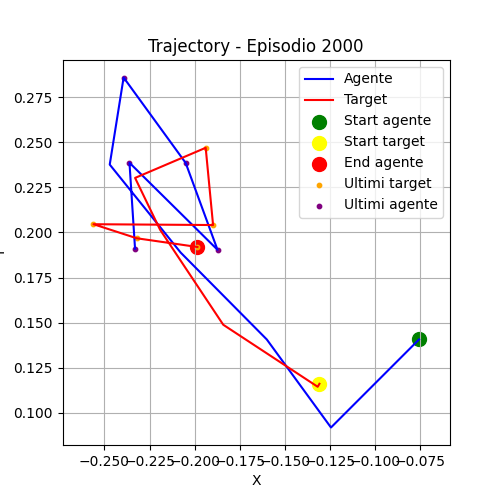 Trajectory - Episodio 2000
Agente
Target
Start agente
Start target
End agente
Ultimi target
Ultimi agente
0.275
0.250
0.225
0.200
0.175
0.150
0.125
0.100
−0.250 −0.225 −0.200 −0.175 −0.150 −0.125 −0.100 −0.075
X